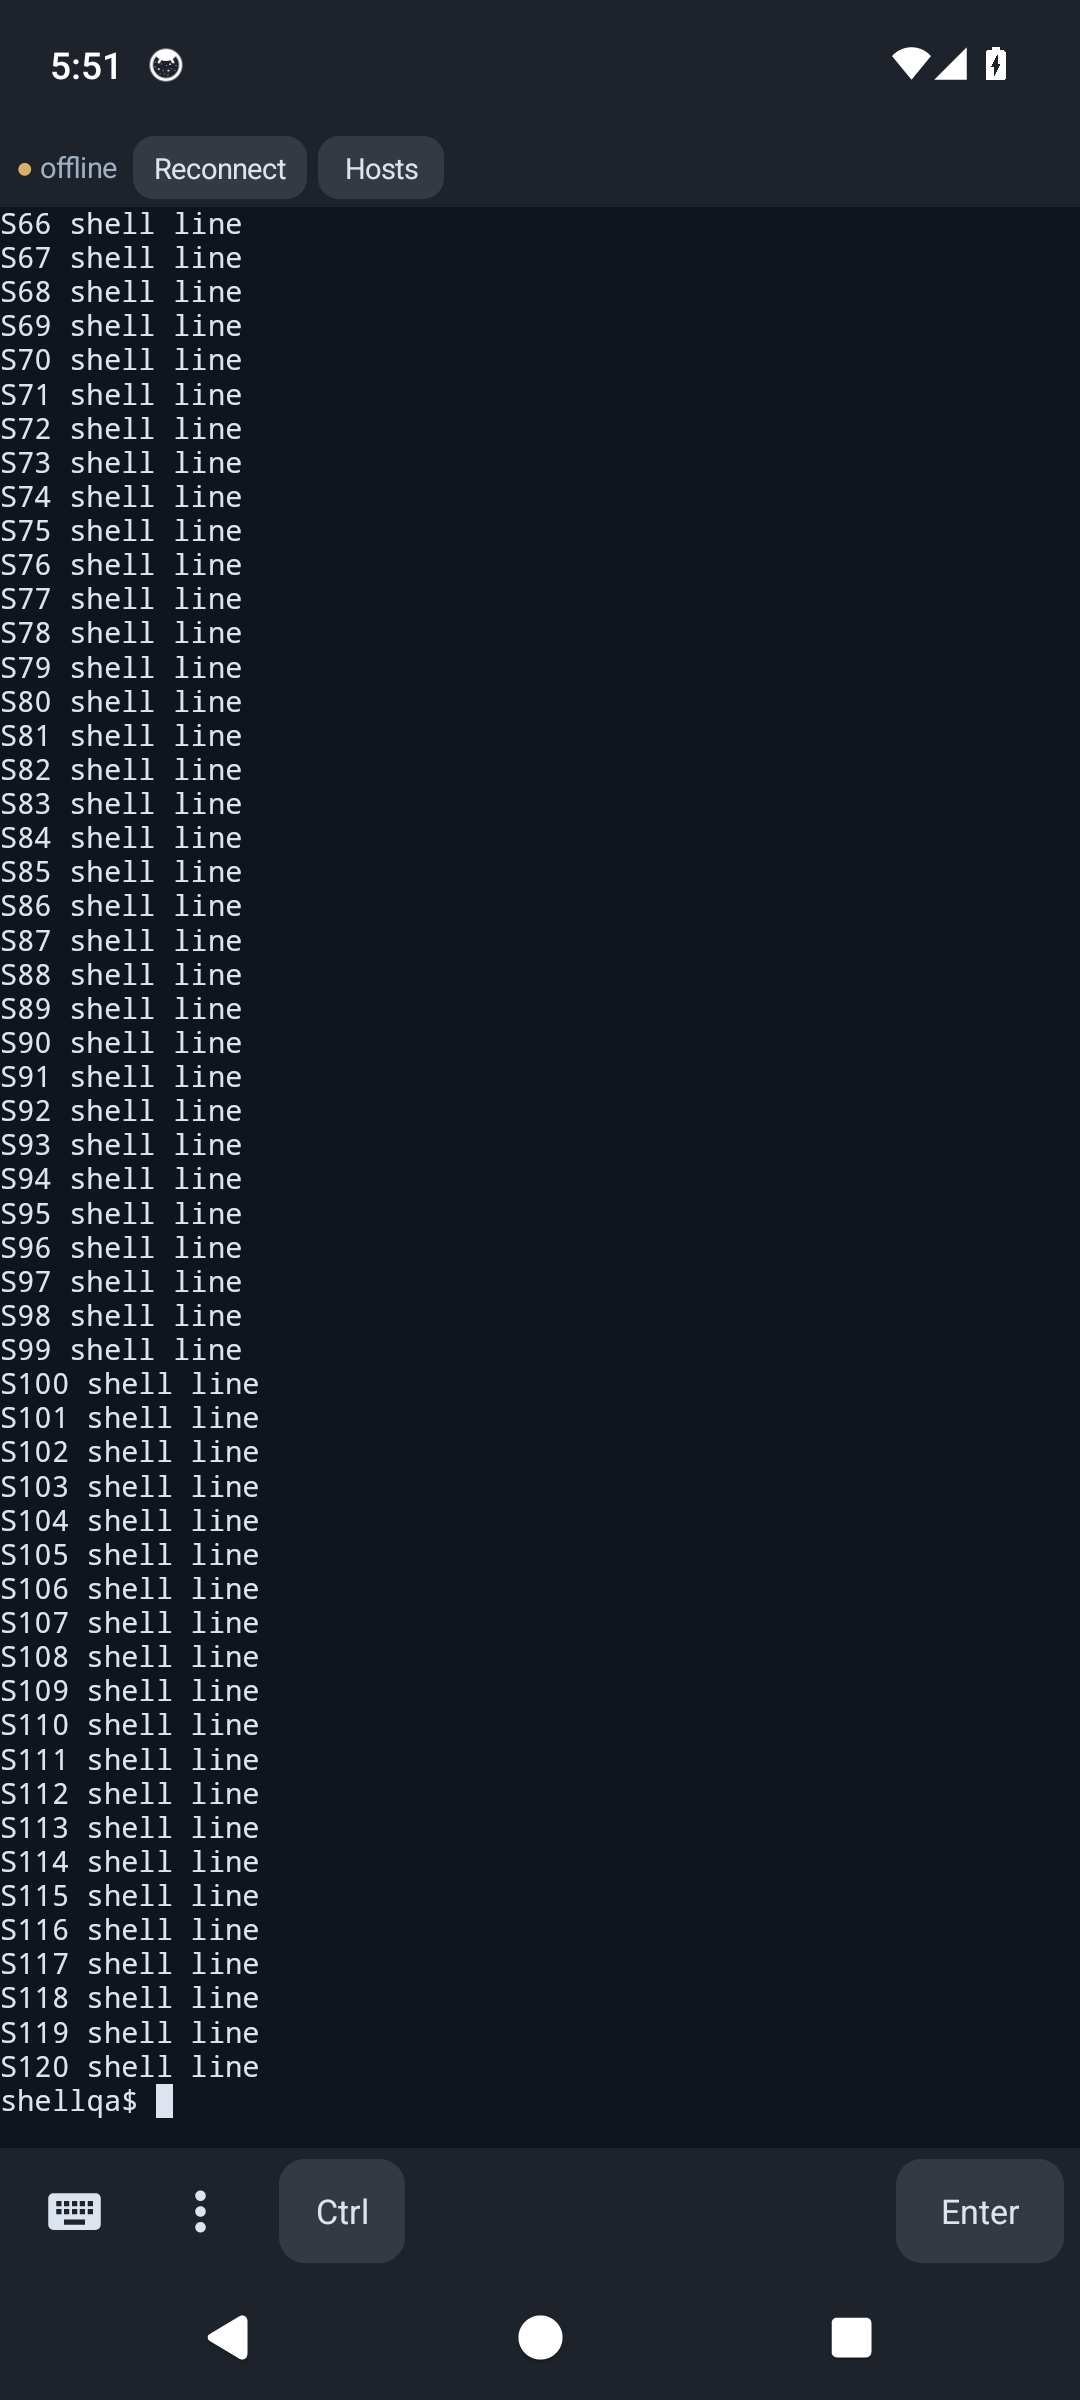 5:51
offline Reconnect Hosts
S66 shell line
S67 shell line
S68 shell line
S69 shell line
S70 shell line
S71 shell line
S72 shell line
S73 shell line
S74 shell line
S75 shell line
S76 shell line
S77 shell line
S78 shell line
S79 shell line
S80 shell line
S81 shell line
S82 shell line
S83 shell line
S84 shell line
S85 shell line
S86 shell line
S87 shell line
S88 shell line
S89 shell line
S90 shell line
S91 shell line
S92 shell line
S93 shell line
S94 shell line
S95 shell line
S96 shell line
S97 shell line
S98 shell line
S99 shell line
S100 shell line
S101 shell line
S102 shell line
S103 shell line
S104 shell line
S105 shell line
S106 shell line
S107 shell line
S108 shell line
S109 shell line
S110 shell line
S111 shell line
S112 shell line
S113 shell line
S114 shell line
S115 shell line
S116 shell line
S117 shell line
S118 shell line
S119 shell line
S120 shell line
shellqa$
Ctrl Enter